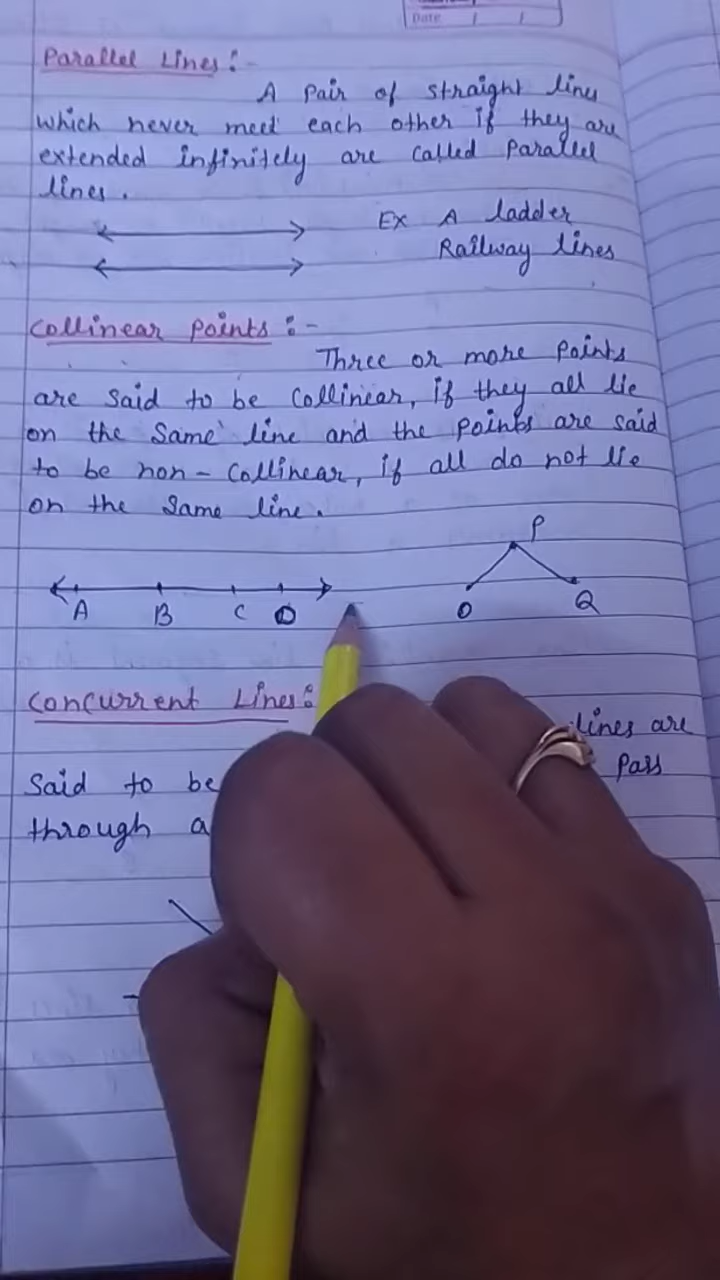 Date
Parallel Lines :-
A pair of straight lines
which never meet each other if they are
extended infinitely are called parallel
lines.
Ex A ladder
Railway lines
Collinear points :-
Three or more points
are said to be collinear, if they all lie
on the same line and the points are said
to be non-collinear, if all do not lie
on the same line.
P
A B C D
O Q
Concurrent Lines:
lines are
said to be pass
through a